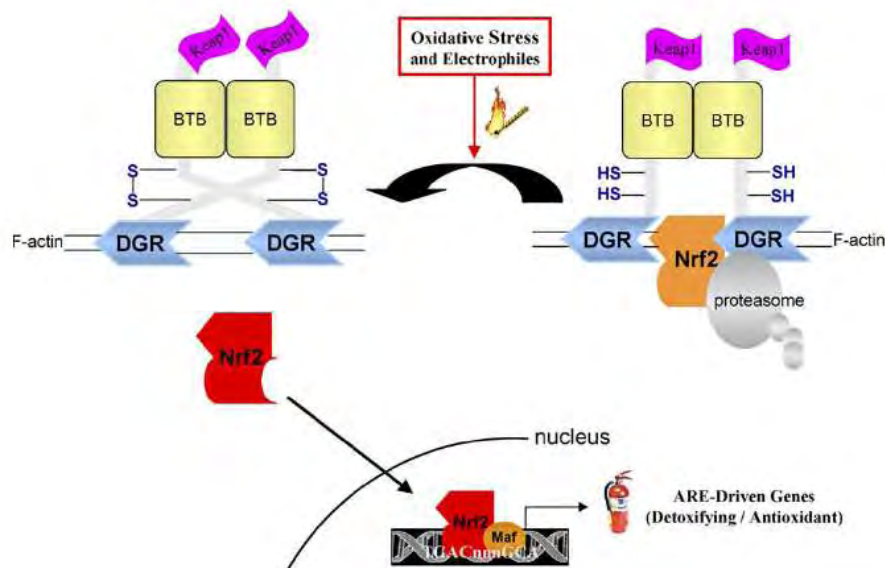 Keap1 Keap1
BTB BTB
S S
S S
F-actin DGR DGR
Oxidative Stress
and Electrophiles
Keap1 Keap1
BTB BTB
HS SH
HS SH
DGR Nrf2 DGR F-actin
proteasome
Nrf2
nucleus
Nrf2 Maf
TGACnnnGCA
ARE-Driven Genes
(Detoxifying / Antioxidant)